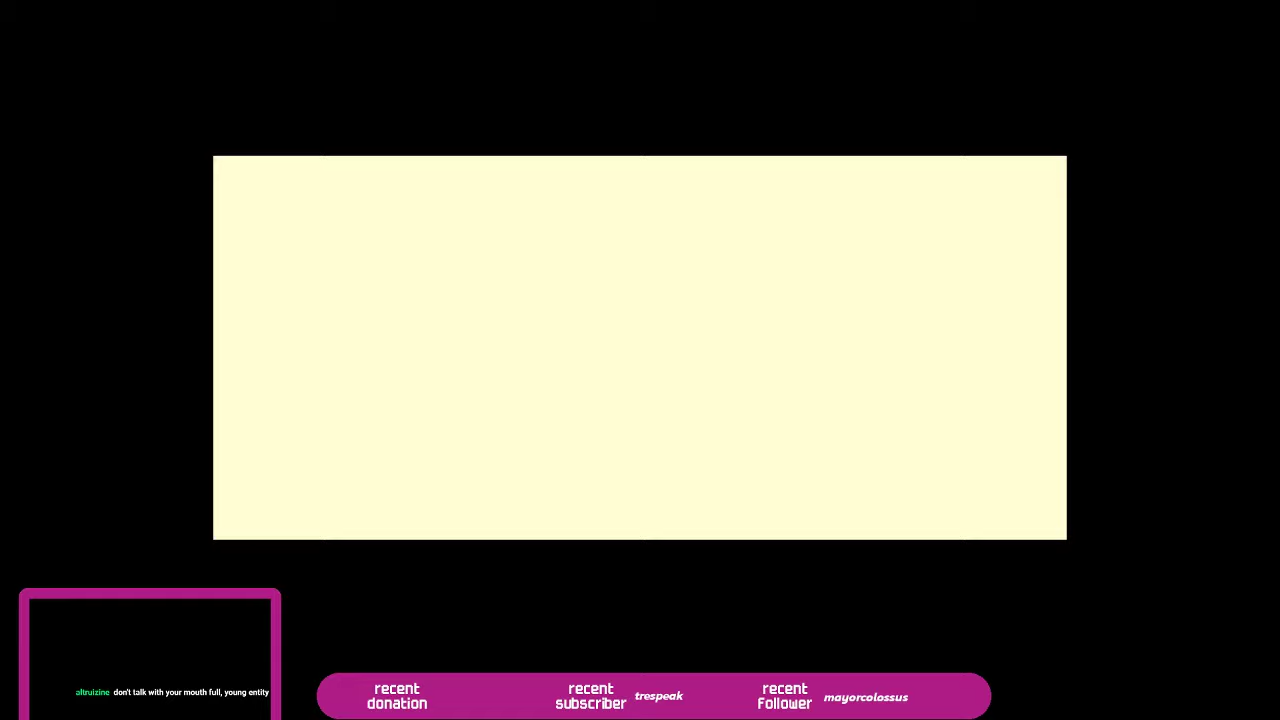 altruizine don't talk with your mouth full, young entity
recent donation
recent subscriber trespeak
recent Follower mayorcolossus